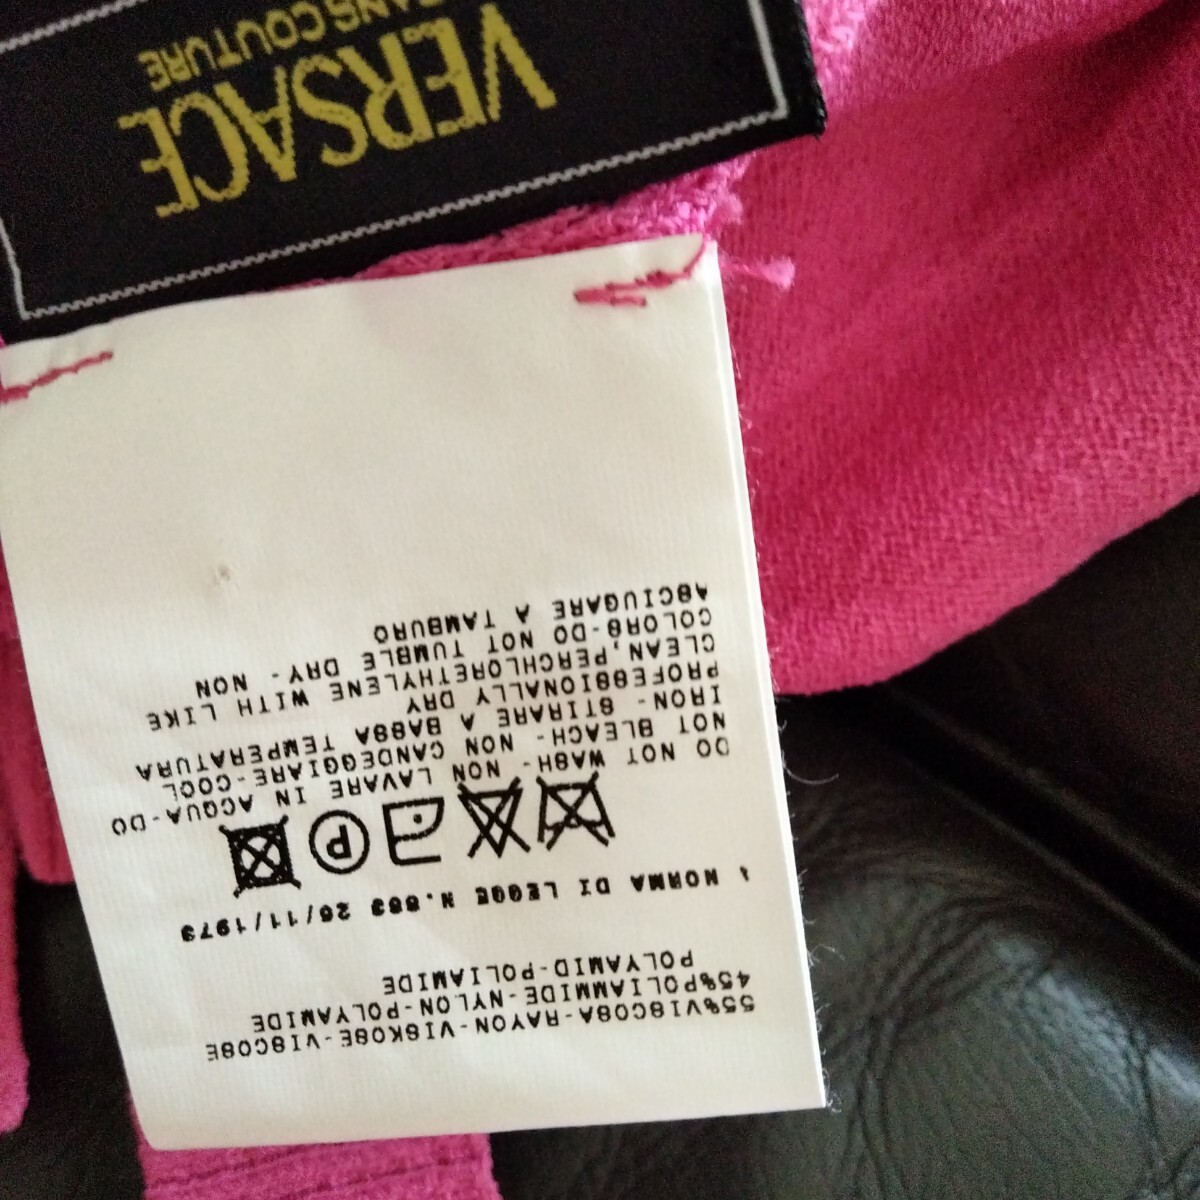 VERSACE
JEANS COUTURE
55%VISCOSA-RAYON-VISKOSE-VISCOSE
45%POLIAMMIDE-NYLON-POLYAMIDE
POLYAMID-POLIAMIDE
A NORMA DI LEGGE N.883 26/11/1973
DO NOT WASH- NON LAVARE IN ACQUA-DO
NOT BLEACH- NON CANDEGGIARE-COOL
IRON - STIRARE A BASSA TEMPERATURA
PROFESSIONALLY DRY
CLEAN, PERCHLORETHYLENE WITH LIKE
COLORS-DO NOT TUMBLE DRY- NON
ASCIUGARE A TAMBURO